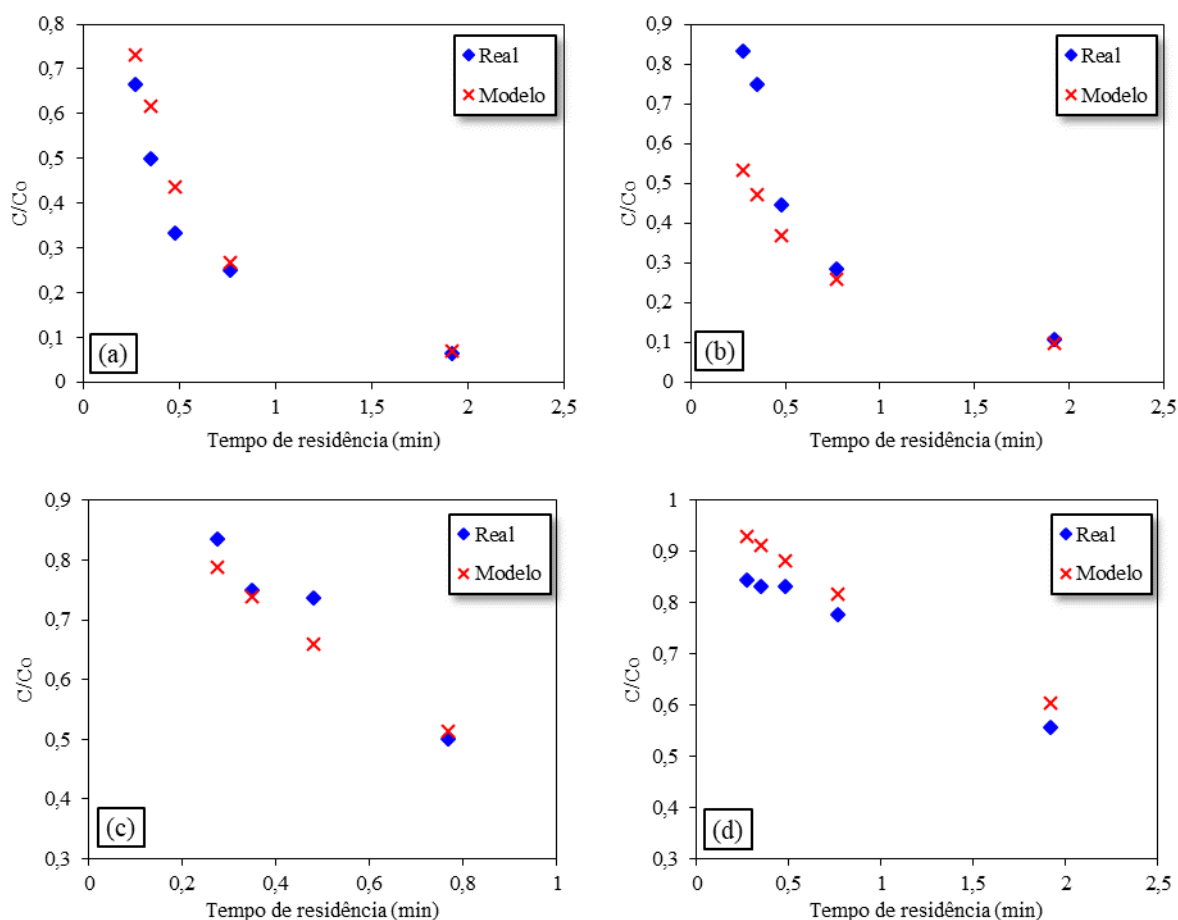 0,8
0,7
0,6
0,5
0,4
0,3
0,2
0,1
0
C/Co
Real
Modelo
(a)
0 0,5 1 1,5 2 2,5
Tempo de residência (min)
0,9
0,8
0,7
0,6
0,5
0,4
0,3
0,2
0,1
0
C/Co
Real
Modelo
(b)
0 0,5 1 1,5 2 2,5
Tempo de residência (min)
0,9
0,8
0,7
0,6
0,5
0,4
0,3
C/Co
Real
Modelo
(c)
0 0,2 0,4 0,6 0,8 1
Tempo de residência (min)
1
0,9
0,8
0,7
0,6
0,5
0,4
0,3
C/Co
Real
Modelo
(d)
0 0,5 1 1,5 2 2,5
Tempo de residência (min)